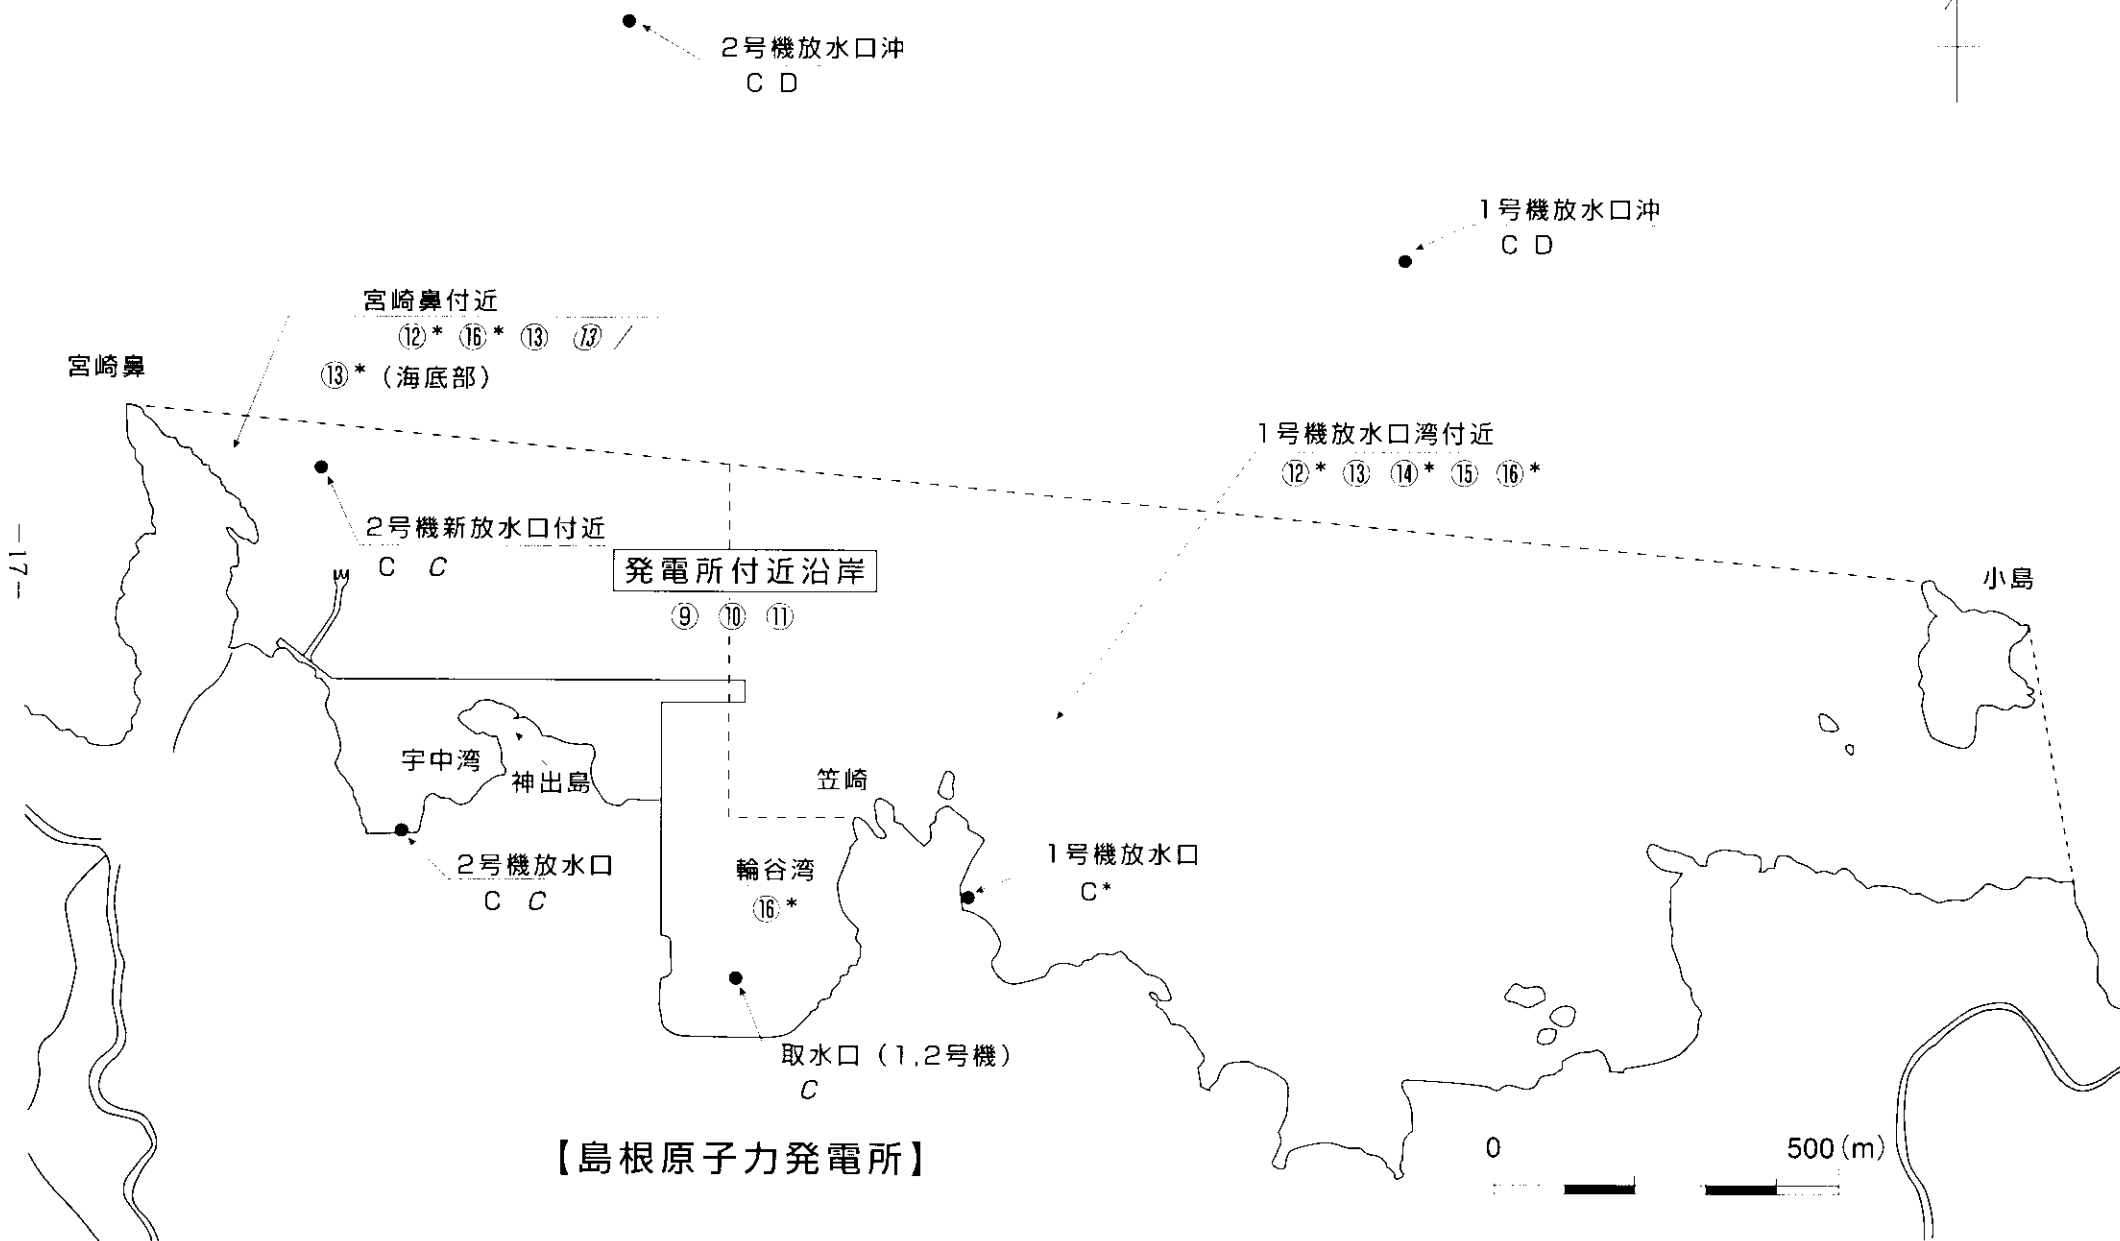 2号機放水口沖
C D
1号機放水口沖
C D
宮崎鼻付近
⑫* ⑯* ⑬ ⑬ /
⑬*（海底部）
宮崎鼻
1号機放水口湾付近
⑫* ⑬ ⑭* ⑮ ⑯*
2号機新放水口付近
C C
発電所付近沿岸
⑨ ⑩ ⑪
小島
-17-
宇中湾
神出島
笠崎
2号機放水口
C C
輪谷湾
⑯*
1号機放水口
C*
取水口（1,2号機）
C
【島根原子力発電所】
0 500(m)